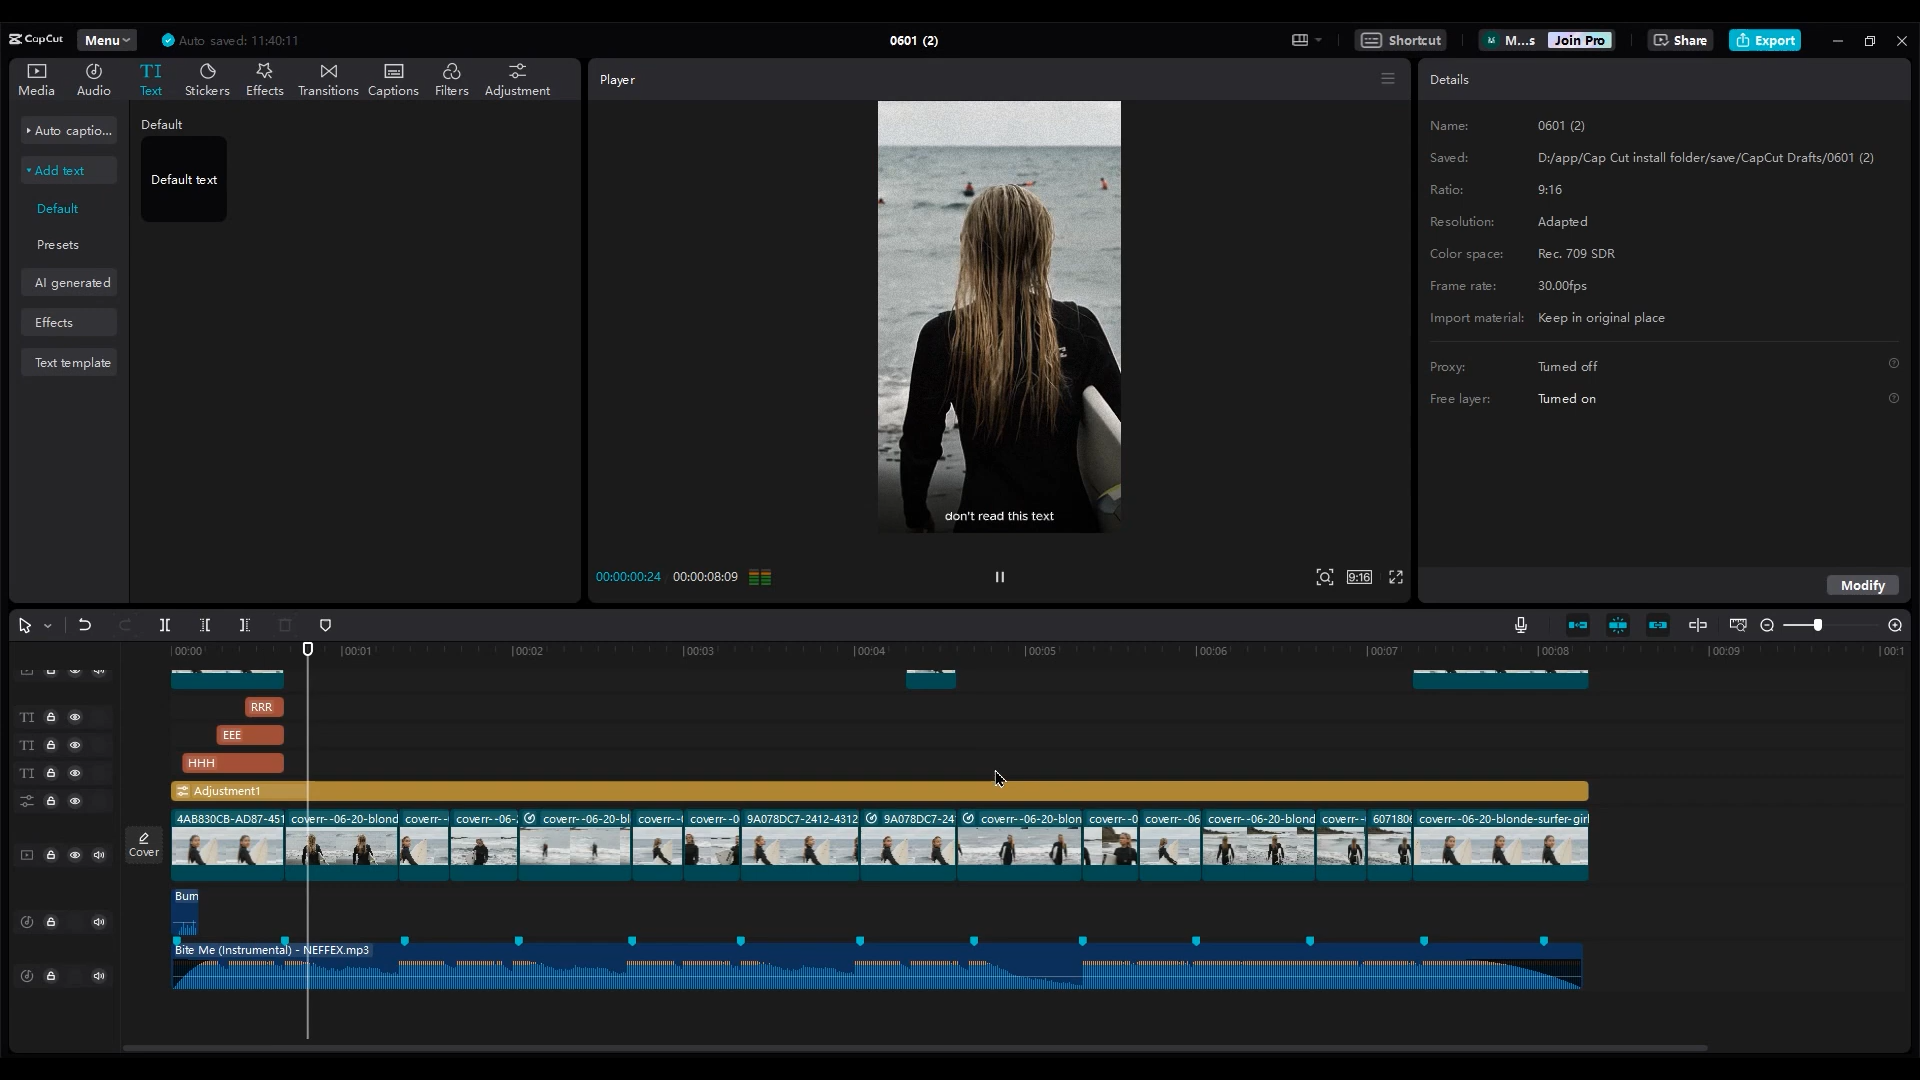 CapCut
Menu
Auto saved: 11:40:11
0601 (2)
Shortcut
M...s
Join Pro
Share
Export
Media
Audio
TI
Text
Stickers
Effects
Transitions
Captions
Filters
Adjustment
Auto captio...
Add text
Default
Presets
AI generated
Effects
Text template
Default
Default text
Player
don't read this text
00:00:00:24
00:00:08:09
9:16
Details
Name: 0601 (2)
Saved: D:/app/Cap Cut install folder/save/CapCut Drafts/0601 (2)
Ratio: 9:16
Resolution: Adapted
Color space: Rec. 709 SDR
Frame rate: 30.00fps
Import material: Keep in original place
Proxy: Turned off
Free layer: Turned on
Modify
00:00 00:01 00:02 00:03 00:04 00:05 00:06 00:07 00:08 00:09 00:1
TI RRR
TI EEE
TI HHH
Adjustment1
Cover
4AB830CB-AD87-451 coverr--06-20-blond coverr-- coverr--06- coverr--06-20-bl coverr-- coverr--0 9A078DC7-2412-4312 9A078DC7-24 coverr--06-20-blon coverr--0 coverr--06 coverr--06-20-blond coverr-- 6071806 coverr--06-20-blonde-surfer-girl
Bum
Bite Me (Instrumental) - NEFFEX.mp3